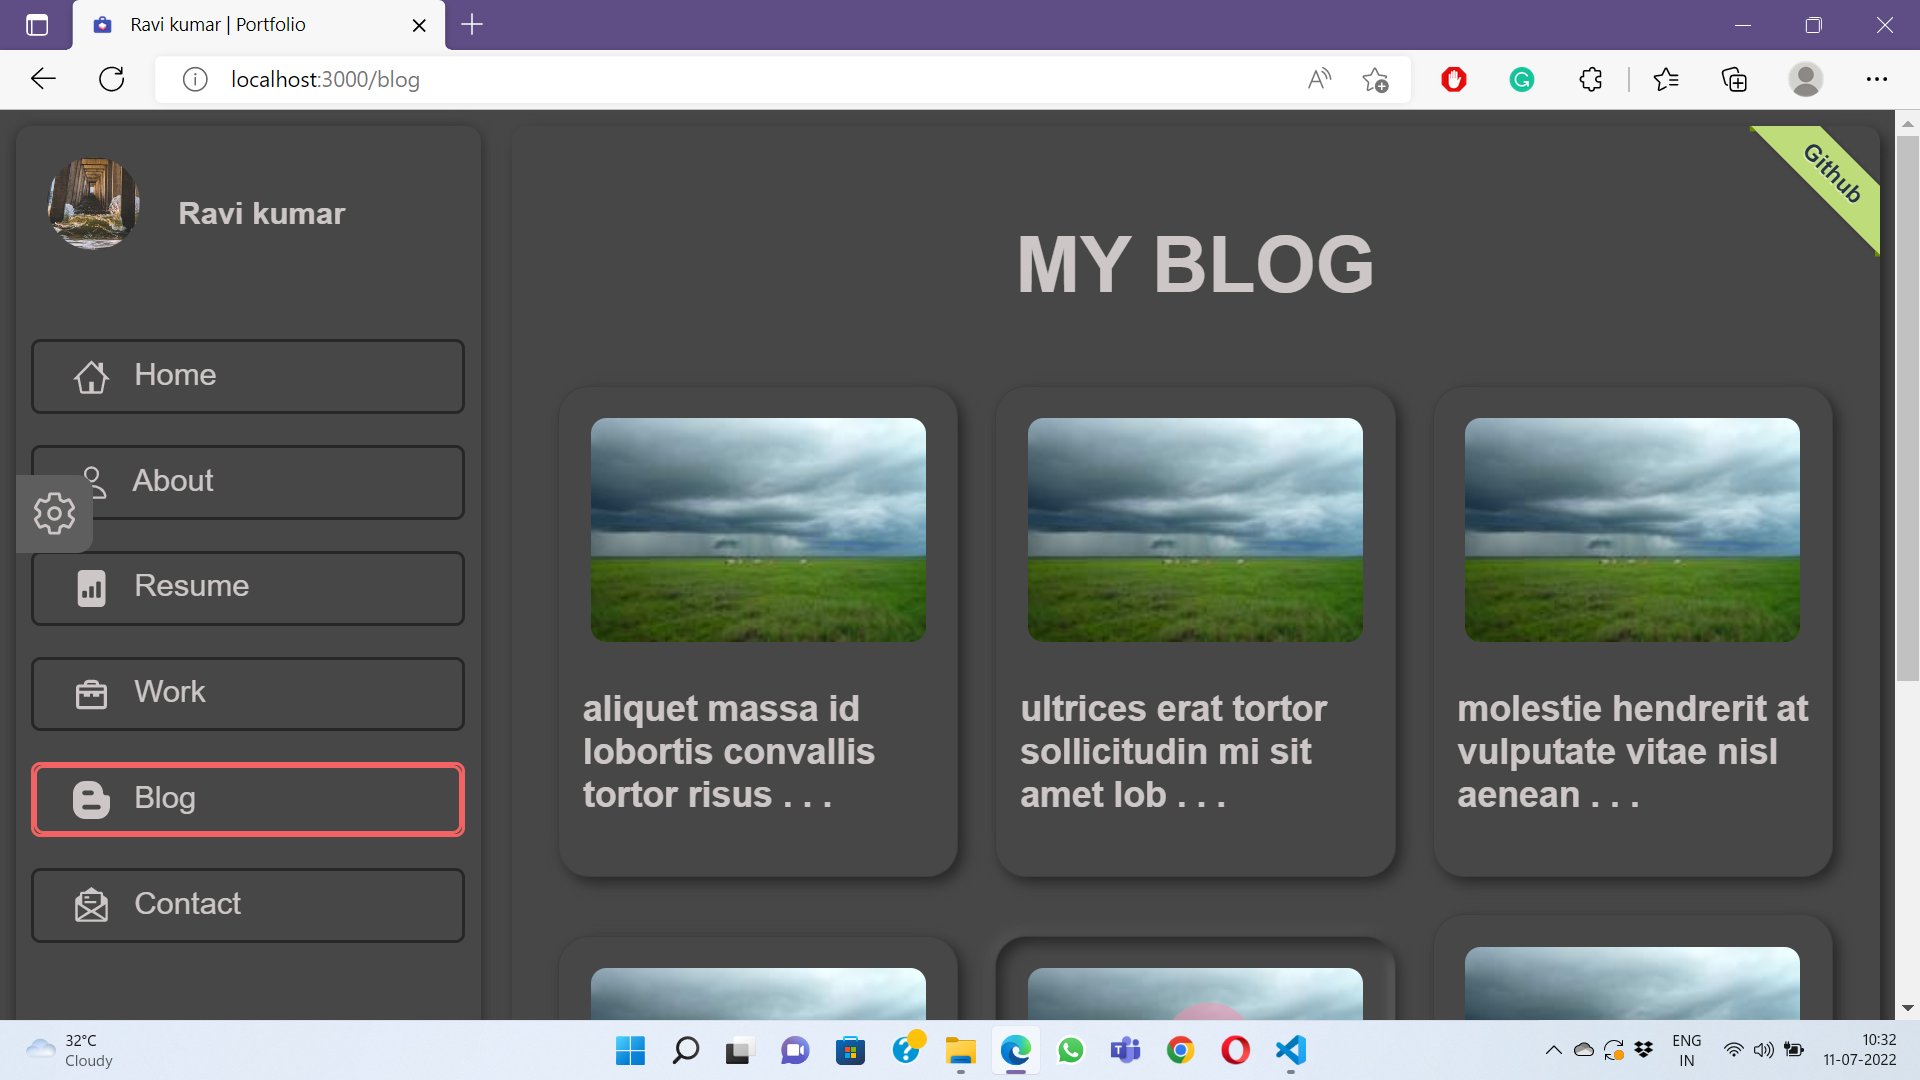 Ravi kumar | Portfolio
localhost:3000/blog
Github
Ravi kumar
Home
About
Resume
Work
Blog
Contact
MY BLOG
aliquet massa id
lobortis convallis
tortor risus . . .
ultrices erat tortor
sollicitudin mi sit
amet lob . . .
molestie hendrerit at
vulputate vitae nisl
aenean . . .
32°C
Cloudy
ENG
IN
10:32
11-07-2022